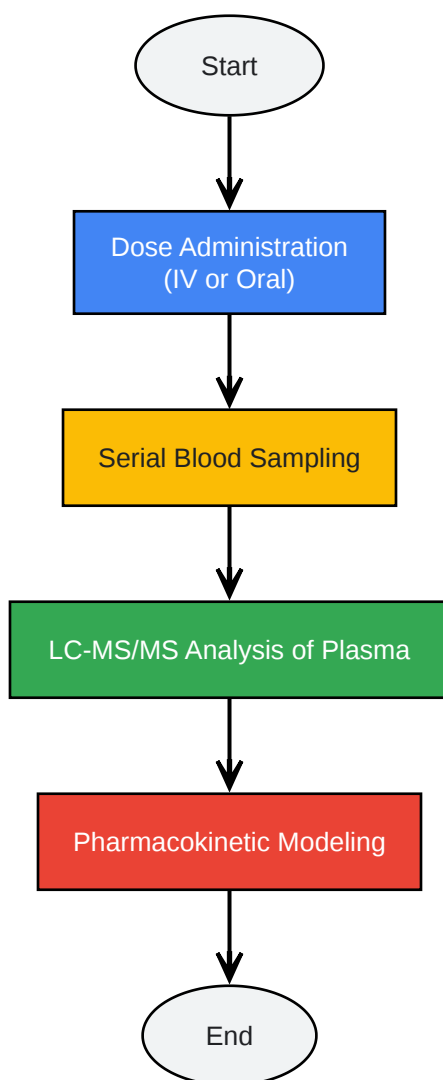 Start
Dose Administration
(IV or Oral)
Serial Blood Sampling
LC-MS/MS Analysis of Plasma
Pharmacokinetic Modeling
End